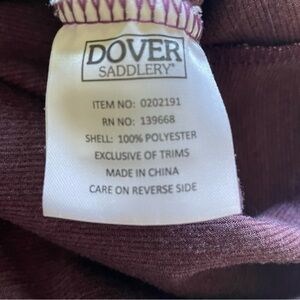 DOVER
SADDLERY®
ITEM NO: 0202191
RN NO: 139668
SHELL: 100% POLYESTER
EXCLUSIVE OF TRIMS
MADE IN CHINA
CARE ON REVERSE SIDE